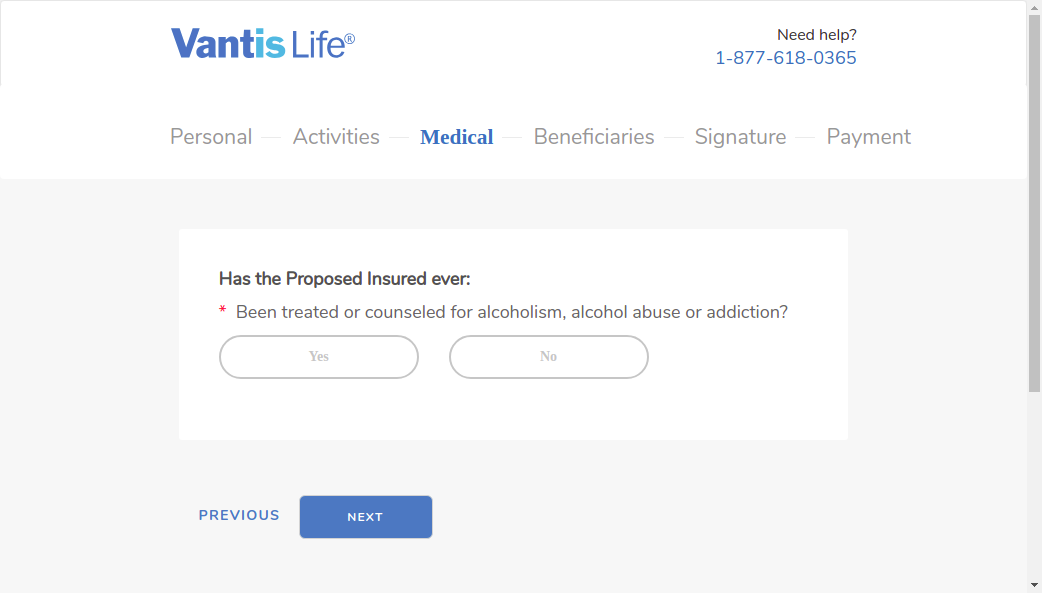 Vantis Life®
Need help?
1-877-618-0365
Personal Activities Medical Beneficiaries Signature Payment
Has the Proposed Insured ever:
* Been treated or counseled for alcoholism, alcohol abuse or addiction?
Yes No
PREVIOUS NEXT